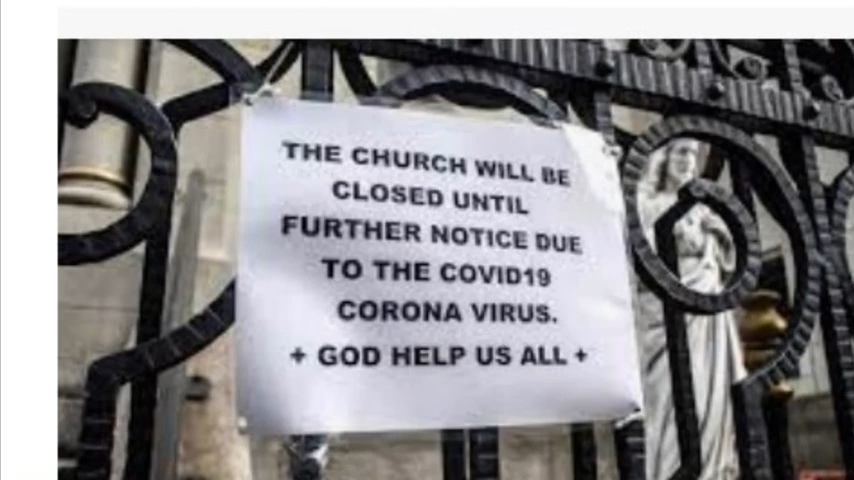 THE CHURCH WILL BE
CLOSED UNTIL
FURTHER NOTICE DUE
TO THE COVID19
CORONA VIRUS.
+ GOD HELP US ALL +